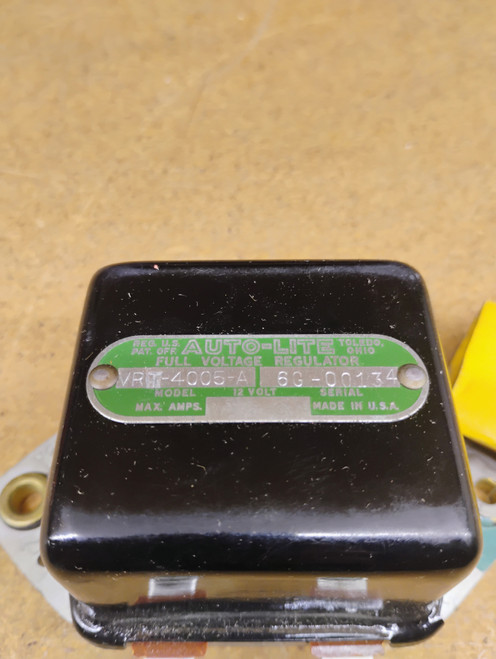 REG. U.S. PAT. OFF. AUTO-LITE TOLEDO, OHIO
FULL VOLTAGE REGULATOR
-4005-A 6G-00134
MODEL 12 VOLT SERIAL
MAX. AMPS. MADE IN U.S.A.